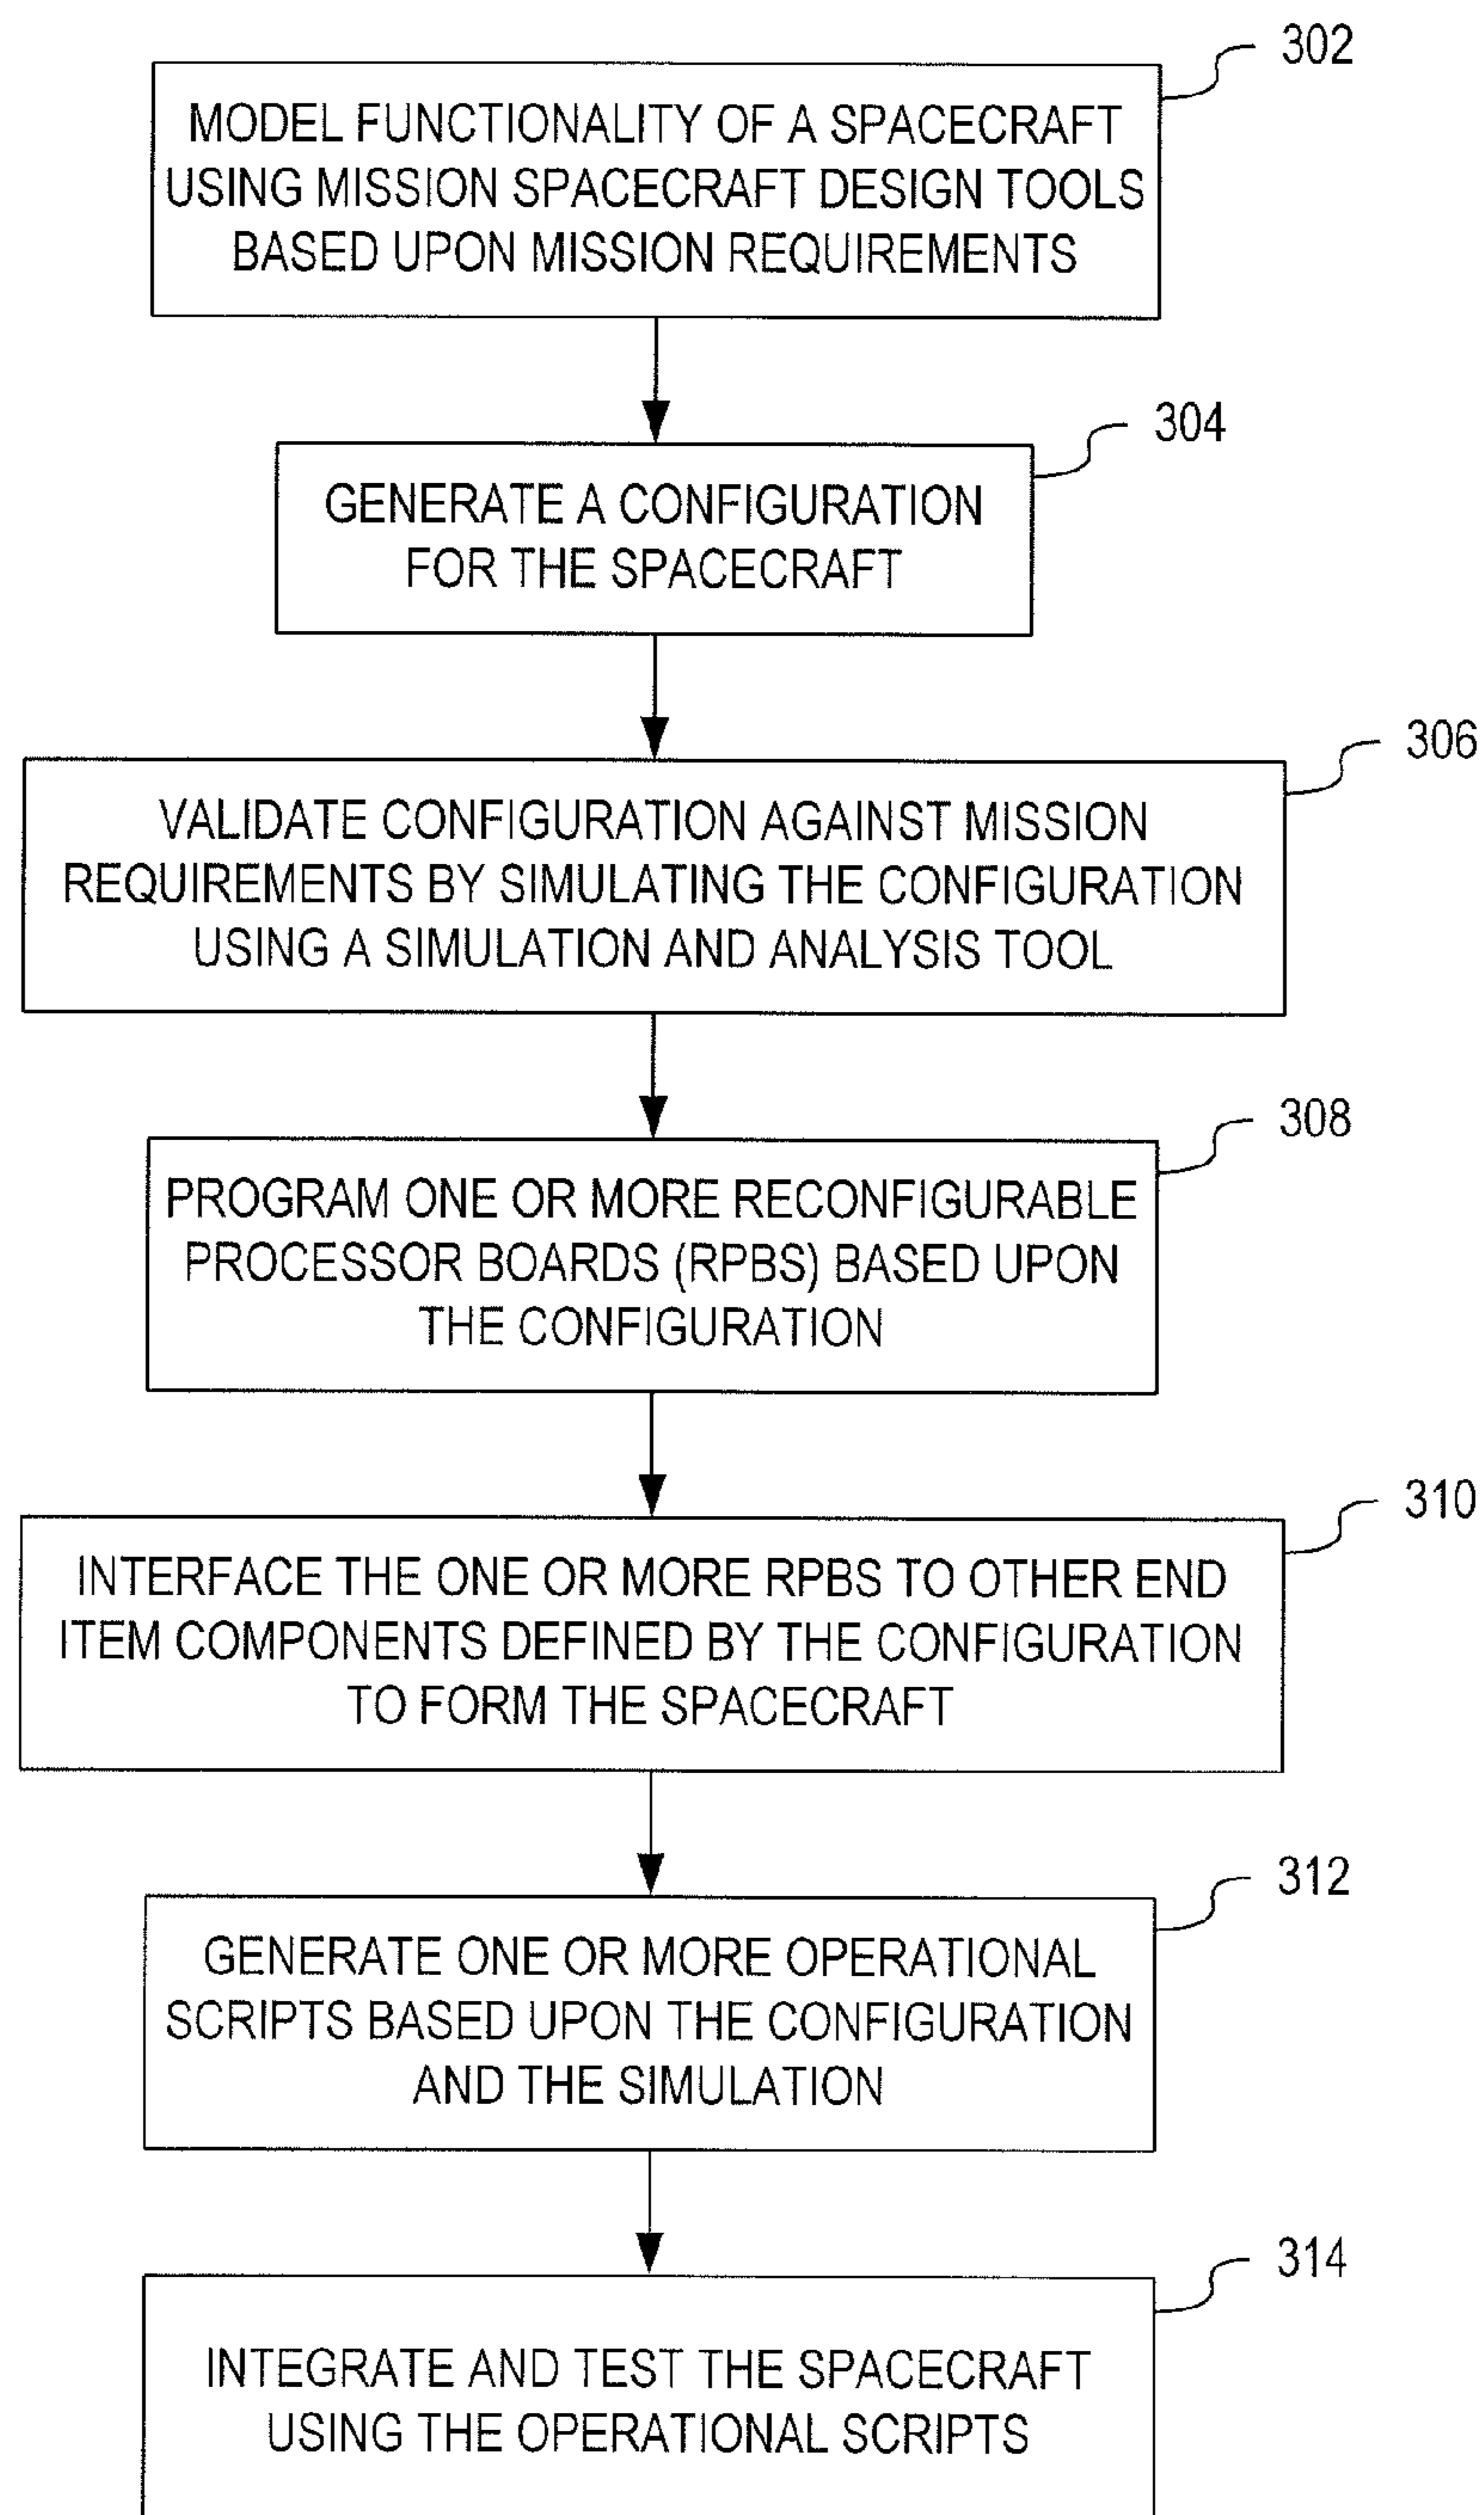 302
MODEL FUNCTIONALITY OF A SPACECRAFT
USING MISSION SPACECRAFT DESIGN TOOLS
BASED UPON MISSION REQUIREMENTS
304
GENERATE A CONFIGURATION
FOR THE SPACECRAFT
306
VALIDATE CONFIGURATION AGAINST MISSION
REQUIREMENTS BY SIMULATING THE CONFIGURATION
USING A SIMULATION AND ANALYSIS TOOL
308
PROGRAM ONE OR MORE RECONFIGURABLE
PROCESSOR BOARDS (RPBS) BASED UPON
THE CONFIGURATION
310
INTERFACE THE ONE OR MORE RPBS TO OTHER END
ITEM COMPONENTS DEFINED BY THE CONFIGURATION
TO FORM THE SPACECRAFT
312
GENERATE ONE OR MORE OPERATIONAL
SCRIPTS BASED UPON THE CONFIGURATION
AND THE SIMULATION
314
INTEGRATE AND TEST THE SPACECRAFT
USING THE OPERATIONAL SCRIPTS